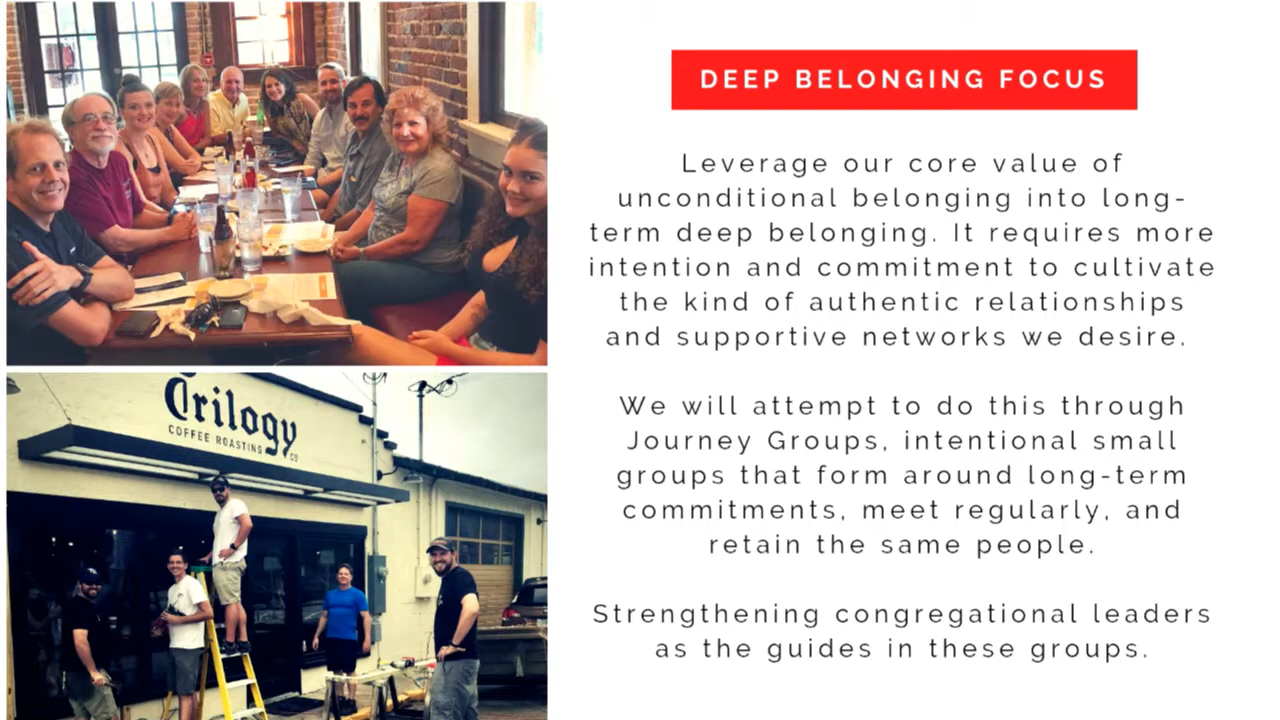 DEEP BELONGING FOCUS
Leverage our core value of
unconditional belonging into long-
term deep belonging. It requires more
intention and commitment to cultivate
the kind of authentic relationships
and supportive networks we desire.
We will attempt to do this through
Journey Groups, intentional small
groups that form around long-term
commitments, meet regularly, and
retain the same people.
Strengthening congregational leaders
as the guides in these groups.
Trilogy
COFFEE ROASTING CO